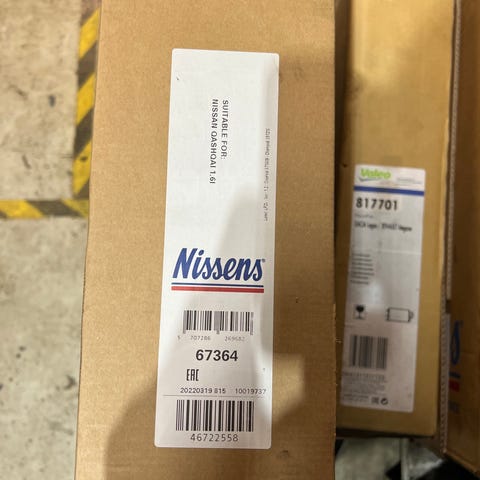 SUITABLE FOR:
NISSAN QASHQAI 1.6I
Nissens
5 707286 269682
67364
EAC
20220319 815 10019737
46722558
Valeo
817701